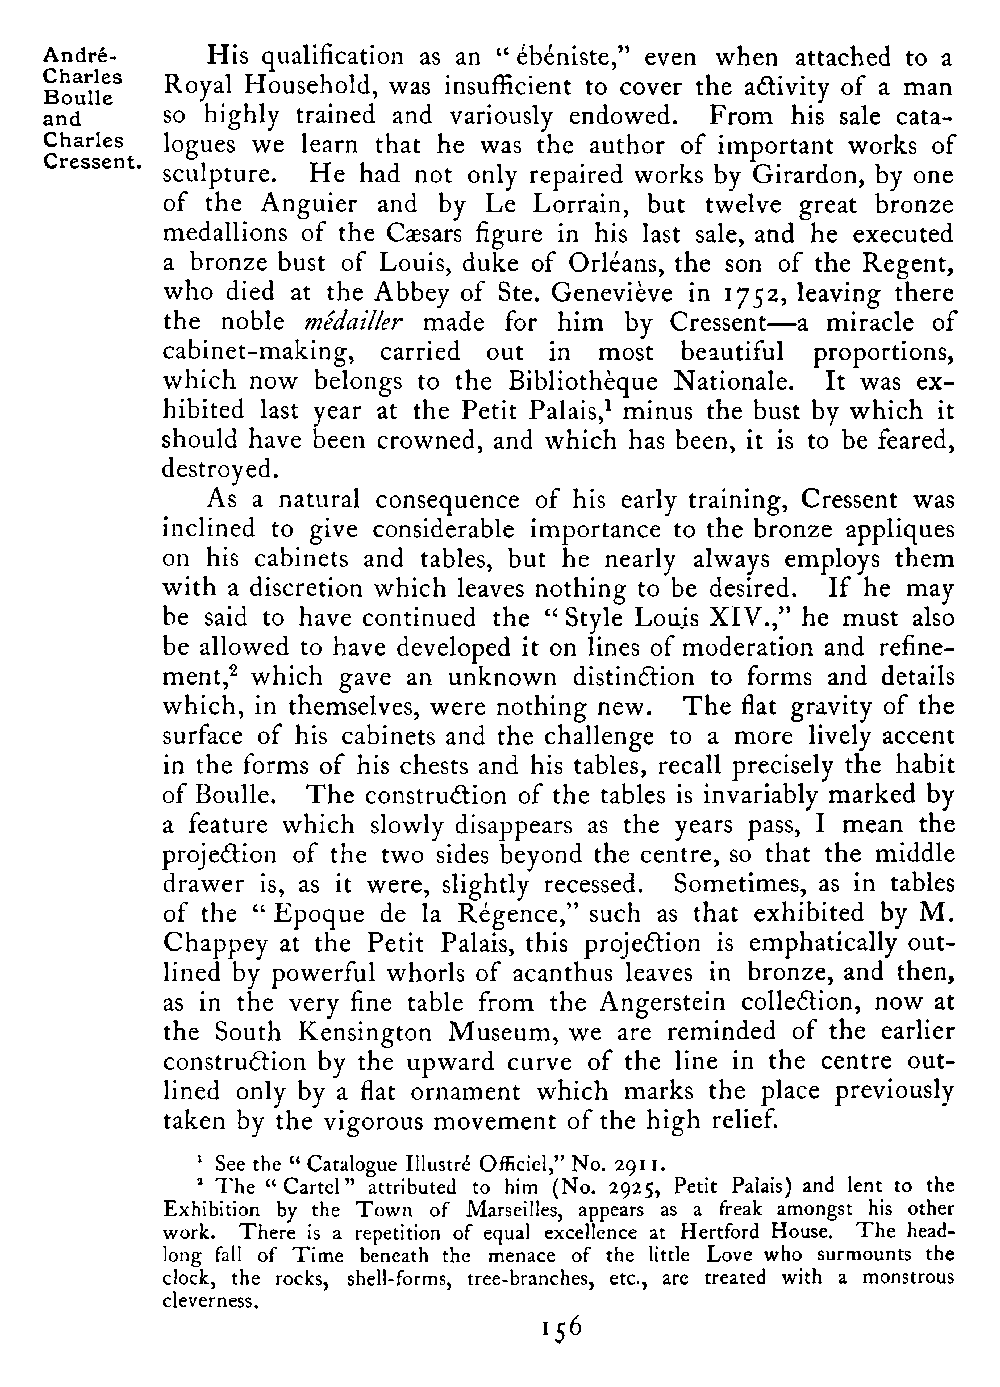 André-
Charles
Boulle
and
Charles
Cressent.
His qualification as an “ébéniste,” even when attached to a
Royal Household, was insufficient to cover the activity of a man
so highly trained and variously endowed. From his sale cata-
logues we learn that he was the author of important works of
sculpture. He had not only repaired works by Girardon, by one
of the Anguier and by Le Lorrain, but twelve great bronze
medallions of the Cæsars figure in his last sale, and he executed
a bronze bust of Louis, duke of Orléans, the son of the Regent,
who died at the Abbey of Ste. Geneviève in 1752, leaving there
the noble médailler made for him by Cressent—a miracle of
cabinet-making, carried out in most beautiful proportions,
which now belongs to the Bibliothèque Nationale. It was ex-
hibited last year at the Petit Palais,¹ minus the bust by which it
should have been crowned, and which has been, it is to be feared,
destroyed.
As a natural consequence of his early training, Cressent was
inclined to give considerable importance to the bronze appliques
on his cabinets and tables, but he nearly always employs them
with a discretion which leaves nothing to be desired. If he may
be said to have continued the “Style Louis XIV.,” he must also
be allowed to have developed it on lines of moderation and refine-
ment,² which gave an unknown distinction to forms and details
which, in themselves, were nothing new. The flat gravity of the
surface of his cabinets and the challenge to a more lively accent
in the forms of his chests and his tables, recall precisely the habit
of Boulle. The construction of the tables is invariably marked by
a feature which slowly disappears as the years pass, I mean the
projection of the two sides beyond the centre, so that the middle
drawer is, as it were, slightly recessed. Sometimes, as in tables
of the “Epoque de la Régence,” such as that exhibited by M.
Chappey at the Petit Palais, this projection is emphatically out-
lined by powerful whorls of acanthus leaves in bronze, and then,
as in the very fine table from the Angerstein collection, now at
the South Kensington Museum, we are reminded of the earlier
construction by the upward curve of the line in the centre out-
lined only by a flat ornament which marks the place previously
taken by the vigorous movement of the high relief.
¹ See the “Catalogue Illustré Officiel,” No. 2911.
² The “Cartel” attributed to him (No. 2925, Petit Palais) and lent to the
Exhibition by the Town of Marseilles, appears as a freak amongst his other
work. There is a repetition of equal excellence at Hertford House. The head-
long fall of Time beneath the menace of the little Love who surmounts the
clock, the rocks, shell-forms, tree-branches, etc., are treated with a monstrous
cleverness.
156